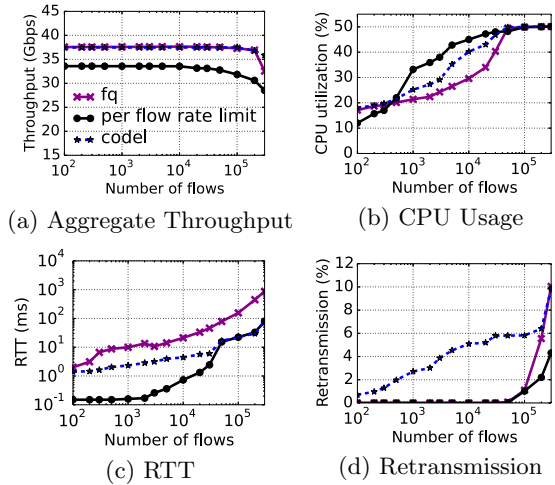 Throughput (Gbps)
45
40
35
30
25
20
15
fq
per flow rate limit
codel
10^2 10^3 10^4 10^5
Number of flows
(a) Aggregate Throughput
CPU utilization (%)
60
50
40
30
20
10
0
10^2 10^3 10^4 10^5
Number of flows
(b) CPU Usage
RTT (ms)
10^4
10^3
10^2
10^1
10^0
10^-1
10^2 10^3 10^4 10^5
Number of flows
(c) RTT
Retransmission (%)
12
10
8
6
4
2
0
10^2 10^3 10^4 10^5
Number of flows
(d) Retransmission